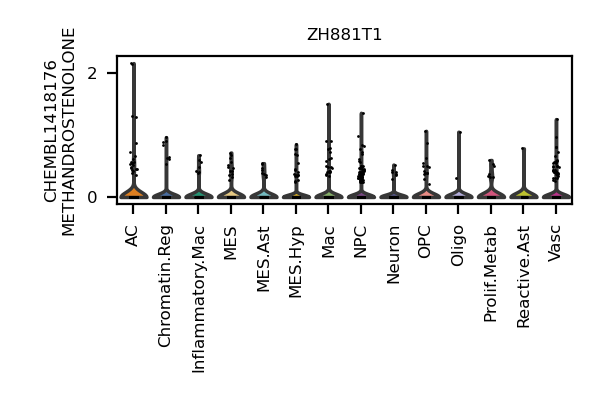 ZH881T1
CHEMBL1418176
METHANDROSTENOLONE
2
0
AC
Chromatin.Reg
Inflammatory.Mac
MES
MES.Ast
MES.Hyp
Mac
NPC
Neuron
OPC
Oligo
Prolif.Metab
Reactive.Ast
Vasc